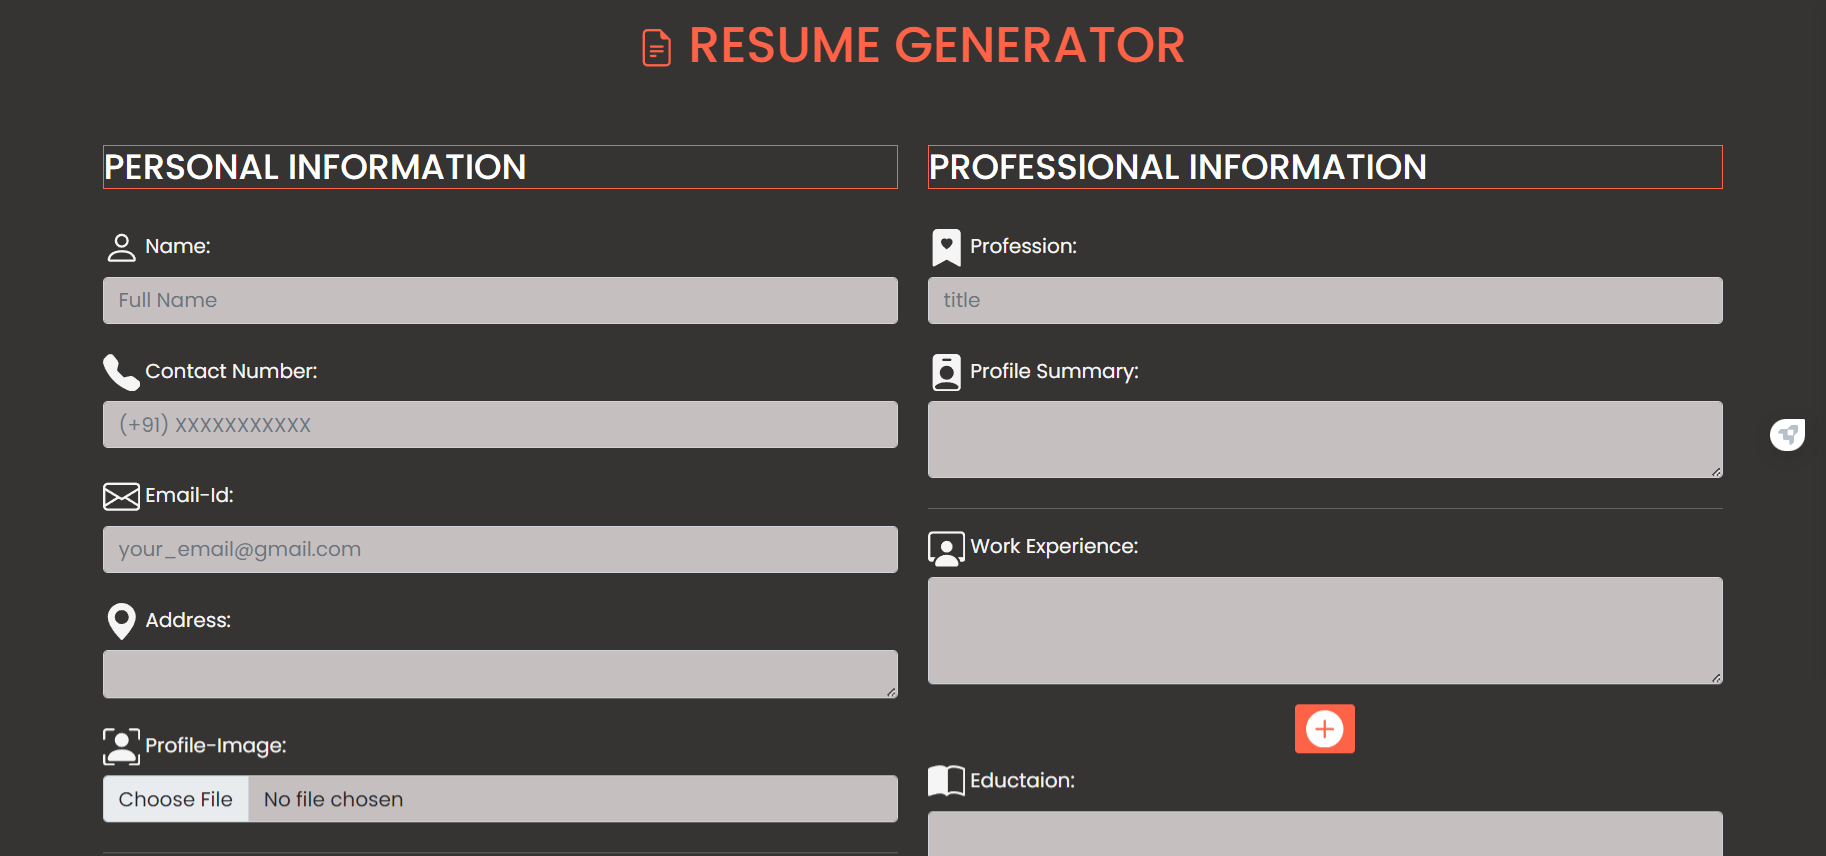 RESUME GENERATOR
PERSONAL INFORMATION
Name:
Full Name
Contact Number:
(+91) XXXXXXXXXXX
Email-Id:
your_email@gmail.com
Address:
Profile-Image:
Choose File No file chosen
PROFESSIONAL INFORMATION
Profession:
title
Profile Summary:
Work Experience:
Eductaion: